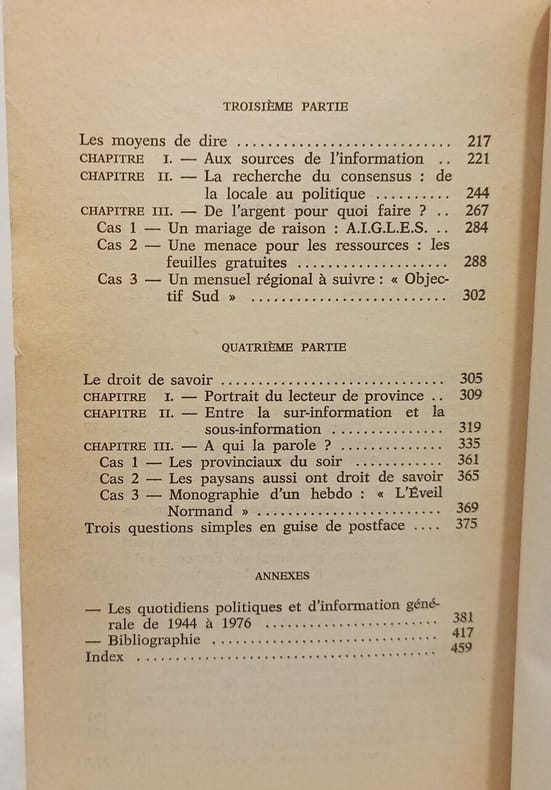 TROISIÈME PARTIE
Les moyens de dire ............................ 217
CHAPITRE I. — Aux sources de l'information .. 221
CHAPITRE II. — La recherche du consensus : de
la locale au politique .......... 244
CHAPITRE III. — De l'argent pour quoi faire ? .. 267
Cas 1 — Un mariage de raison : A.I.G.L.E.S. .. 284
Cas 2 — Une menace pour les ressources : les
feuilles gratuites .................... 288
Cas 3 — Un mensuel régional à suivre : « Objec-
tif Sud » .......................... 302
QUATRIÈME PARTIE
Le droit de savoir .............................. 305
CHAPITRE I. — Portrait du lecteur de province .. 309
CHAPITRE II. — Entre la sur-information et la
sous-information ............... 319
CHAPITRE III. — A qui la parole ? .............. 335
Cas 1 — Les provinciaux du soir ............ 361
Cas 2 — Les paysans aussi ont droit de savoir 365
Cas 3 — Monographie d'un hebdo : « L'Éveil
Normand » ........................ 369
Trois questions simples en guise de postface .... 375
ANNEXES
— Les quotidiens politiques et d'information géné-
rale de 1944 à 1976 ....................... 381
— Bibliographie .............................. 417
Index ........................................ 459